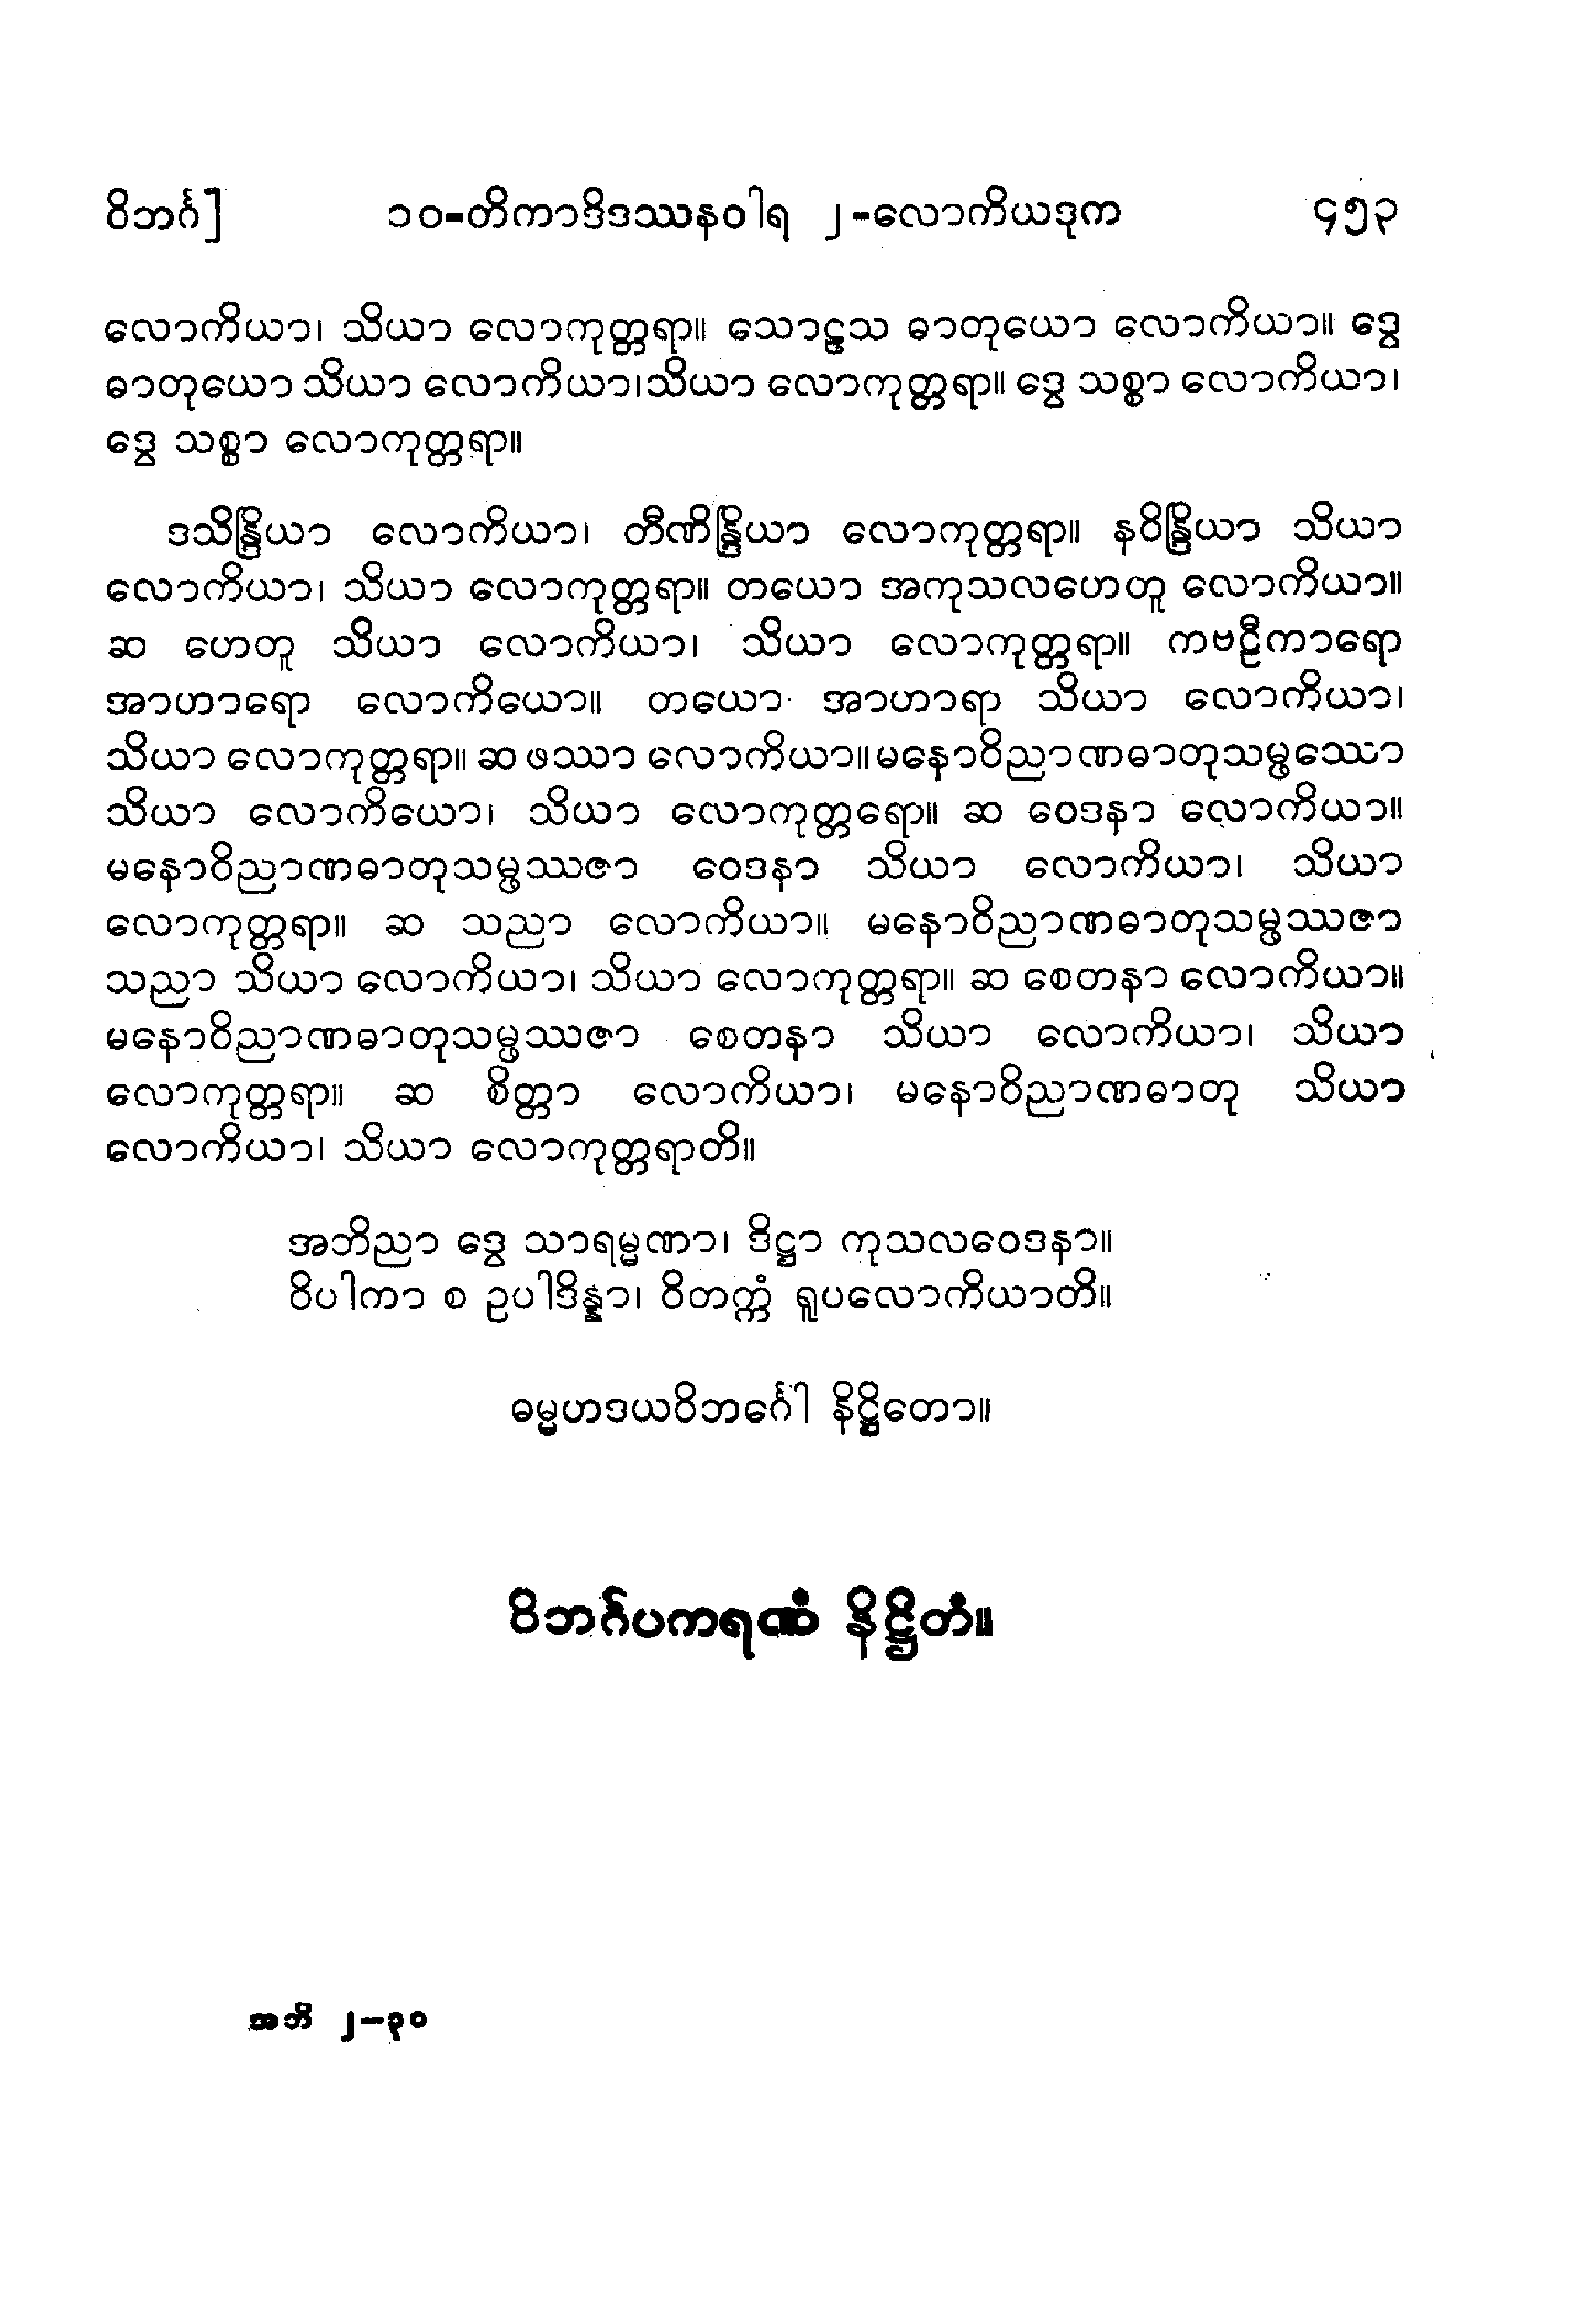 ဝိဘင်္ဂ] ၁၀-တိကာဒိဒဿနဝါရ ၂-လောကိယဒုက ၄၅၃
လောကိယာ၊ သိယာ လောကုတ္တရာ။ သောဠသ ဓာတုယော လောကိယာ။ ဒွေ
ဓာတုယော သိယာ လောကိယာ၊သိယာ လောကုတ္တရာ။ ဒွေ သစ္စာ လောကိယာ၊
ဒွေ သစ္စာ လောကုတ္တရာ။
ဒသိန္ဒြိယာ လောကိယာ၊ တီဏိန္ဒြိယာ လောကုတ္တရာ။ နဝိန္ဒြိယာ သိယာ
လောကိယာ၊ သိယာ လောကုတ္တရာ။ တယော အကုသလဟေတူ လောကိယာ။
ဆ ဟေတူ သိယာ လောကိယာ၊ သိယာ လောကုတ္တရာ။ ကဗဠီကာရော
အာဟာရော လောကိယော။ တယော အာဟာရာ သိယာ လောကိယာ၊
သိယာ လောကုတ္တရာ။ ဆ ဖဿာ လောကိယာ။ မနောဝိညာဏဓာတုသမ္ဖဿော
သိယာ လောကိယော၊ သိယာ လောကုတ္တရော။ ဆ ဝေဒနာ လောကိယာ။
မနောဝိညာဏဓာတုသမ္ဖဿဇာ ဝေဒနာ သိယာ လောကိယာ၊ သိယာ
လောကုတ္တရာ။ ဆ သညာ လောကိယာ။ မနောဝိညာဏဓာတုသမ္ဖဿဇာ
သညာ သိယာ လောကိယာ၊ သိယာ လောကုတ္တရာ။ ဆ စေတနာ လောကိယာ။
မနောဝိညာဏဓာတုသမ္ဖဿဇာ စေတနာ သိယာ လောကိယာ၊ သိယာ
လောကုတ္တရာ။ ဆ စိတ္တာ လောကိယာ၊ မနောဝိညာဏဓာတု သိယာ
လောကိယာ၊ သိယာ လောကုတ္တရာတိ။
အဘိညာ ဒွေ သာရမ္မဏာ၊ ဒိဋ္ဌာ ကုသလဝေဒနာ။
ဝိပါကာ စ ဥပါဒိန္နာ၊ ဝိတက္ကံ ရူပလောကိယာတိ။
ဓမ္မဟဒယဝိဘင်္ဂေါ နိဋ္ဌိတော။
ဝိဘင်္ဂပကရဏံ နိဋ္ဌိတံ။
အဘိ ၂—၃၀